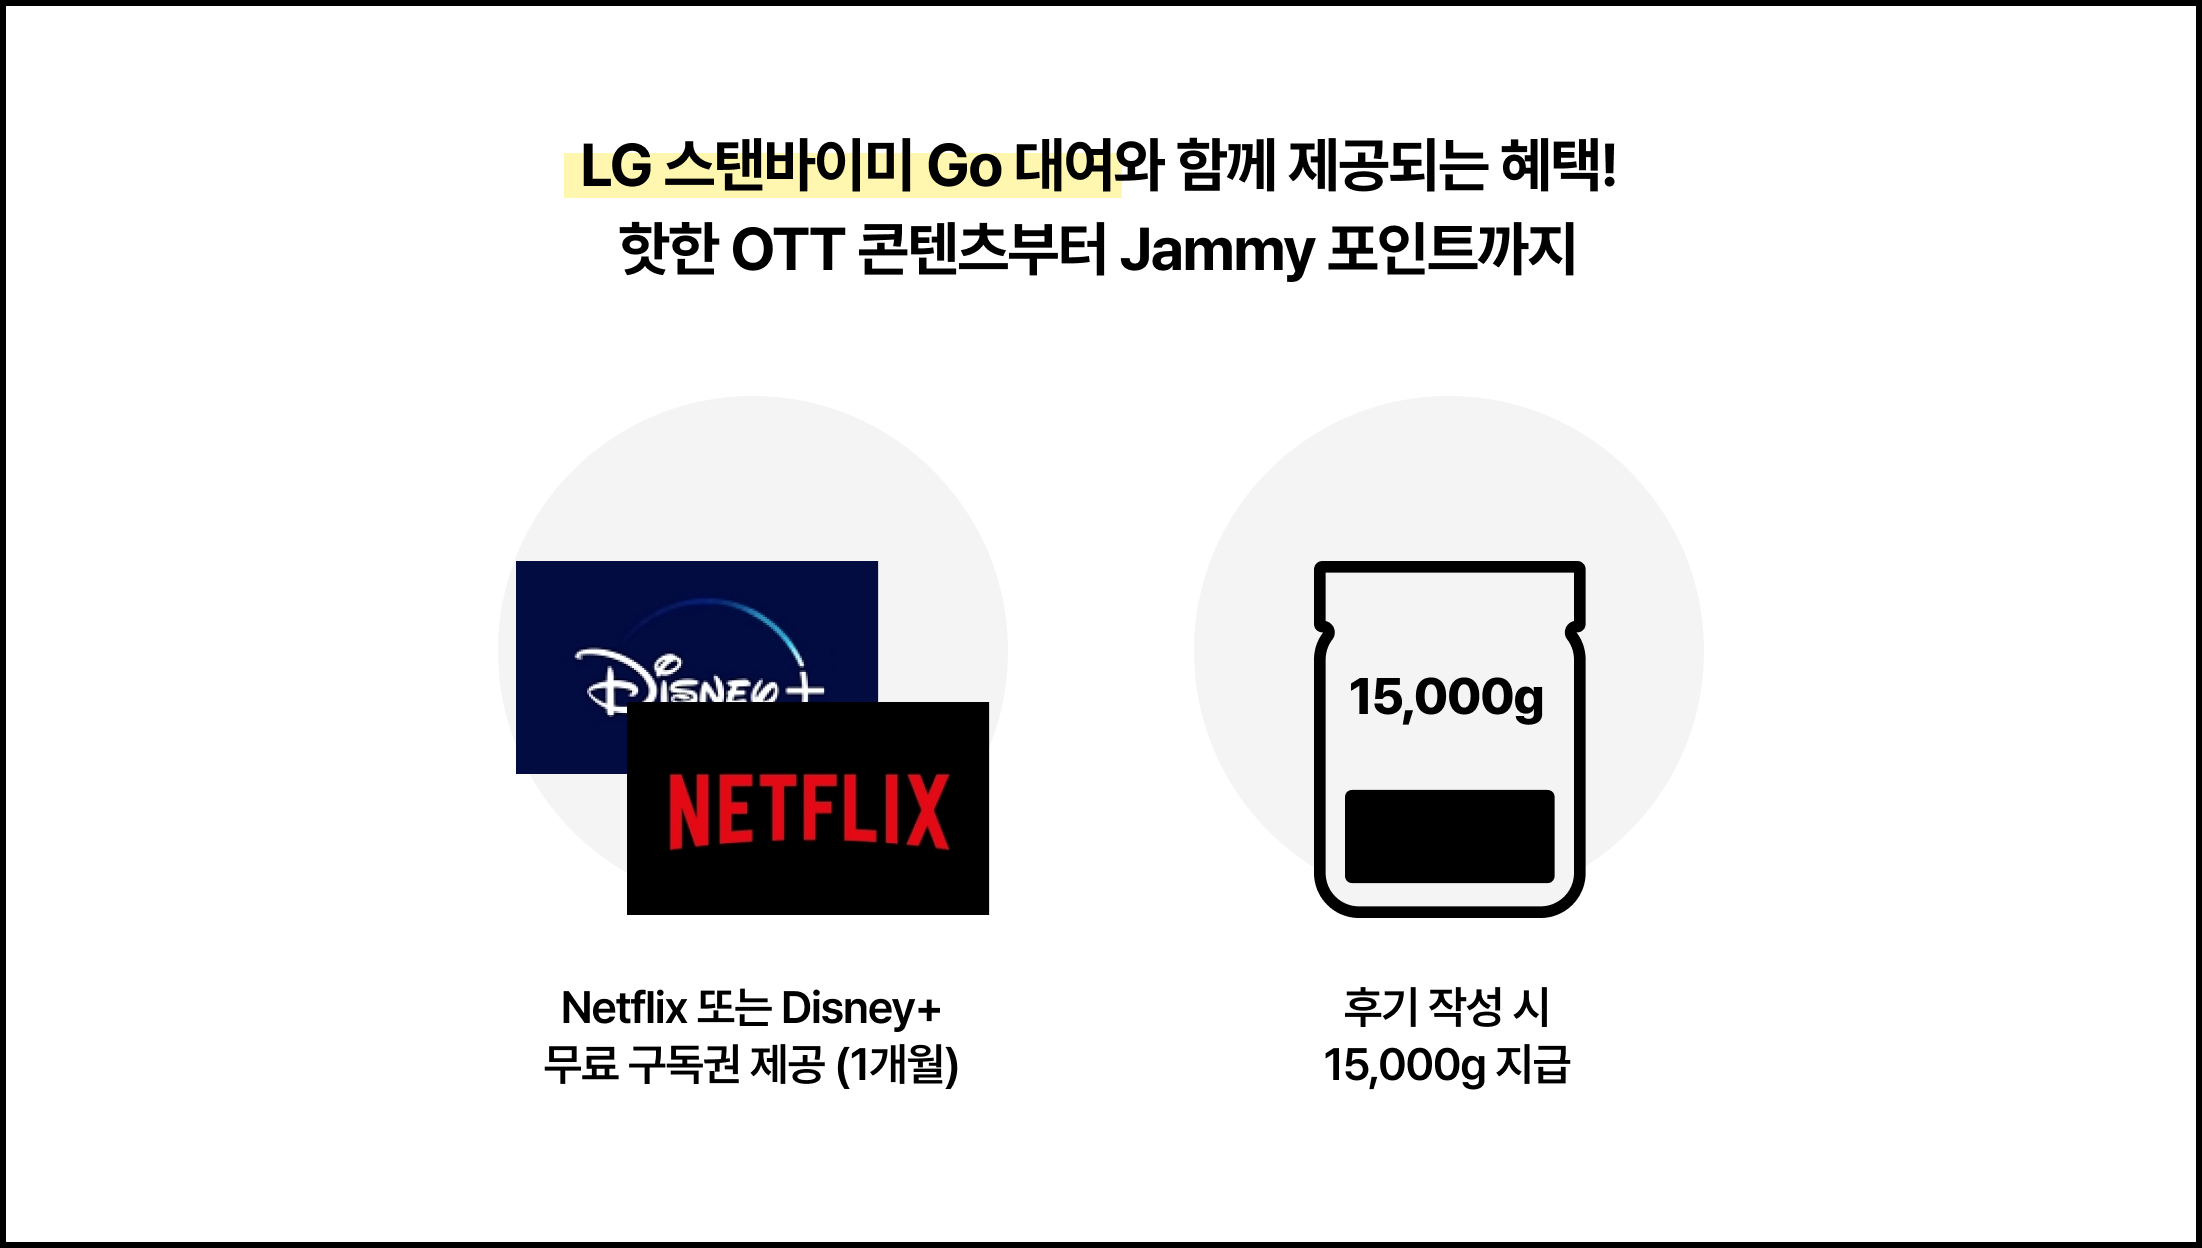 LG 스탠바이미 Go 대여와 함께 제공되는 혜택!
핫한 OTT 콘텐츠부터 Jammy 포인트까지
Disney+
NETFLIX
15,000g
Netflix 또는 Disney+
무료 구독권 제공 (1개월)
후기 작성 시
15,000g 지급